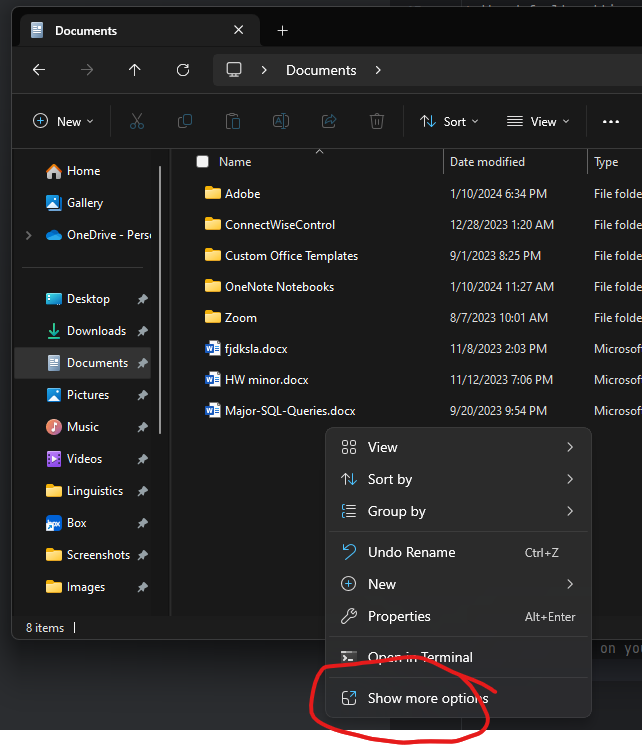 Documents
Documents
New
Sort
View
Home
Gallery
OneDrive - Pers
Desktop
Downloads
Documents
Pictures
Music
Videos
Linguistics
Box
Screenshots
Images
Name Date modified Type
Adobe 1/10/2024 6:34 PM File folde
ConnectWiseControl 12/28/2023 1:20 AM File folde
Custom Office Templates 9/1/2023 8:25 PM File folde
OneNote Notebooks 1/10/2024 11:27 AM File folde
Zoom 8/7/2023 10:01 AM File folde
fjdksla.docx 11/8/2023 2:03 PM Microsof
HW minor.docx 11/12/2023 7:06 PM Microsof
Major-SQL-Queries.docx 9/20/2023 9:54 PM Microsof
View
Sort by
Group by
Undo Rename Ctrl+Z
New
Properties Alt+Enter
Open in Terminal
Show more options
8 items
on you